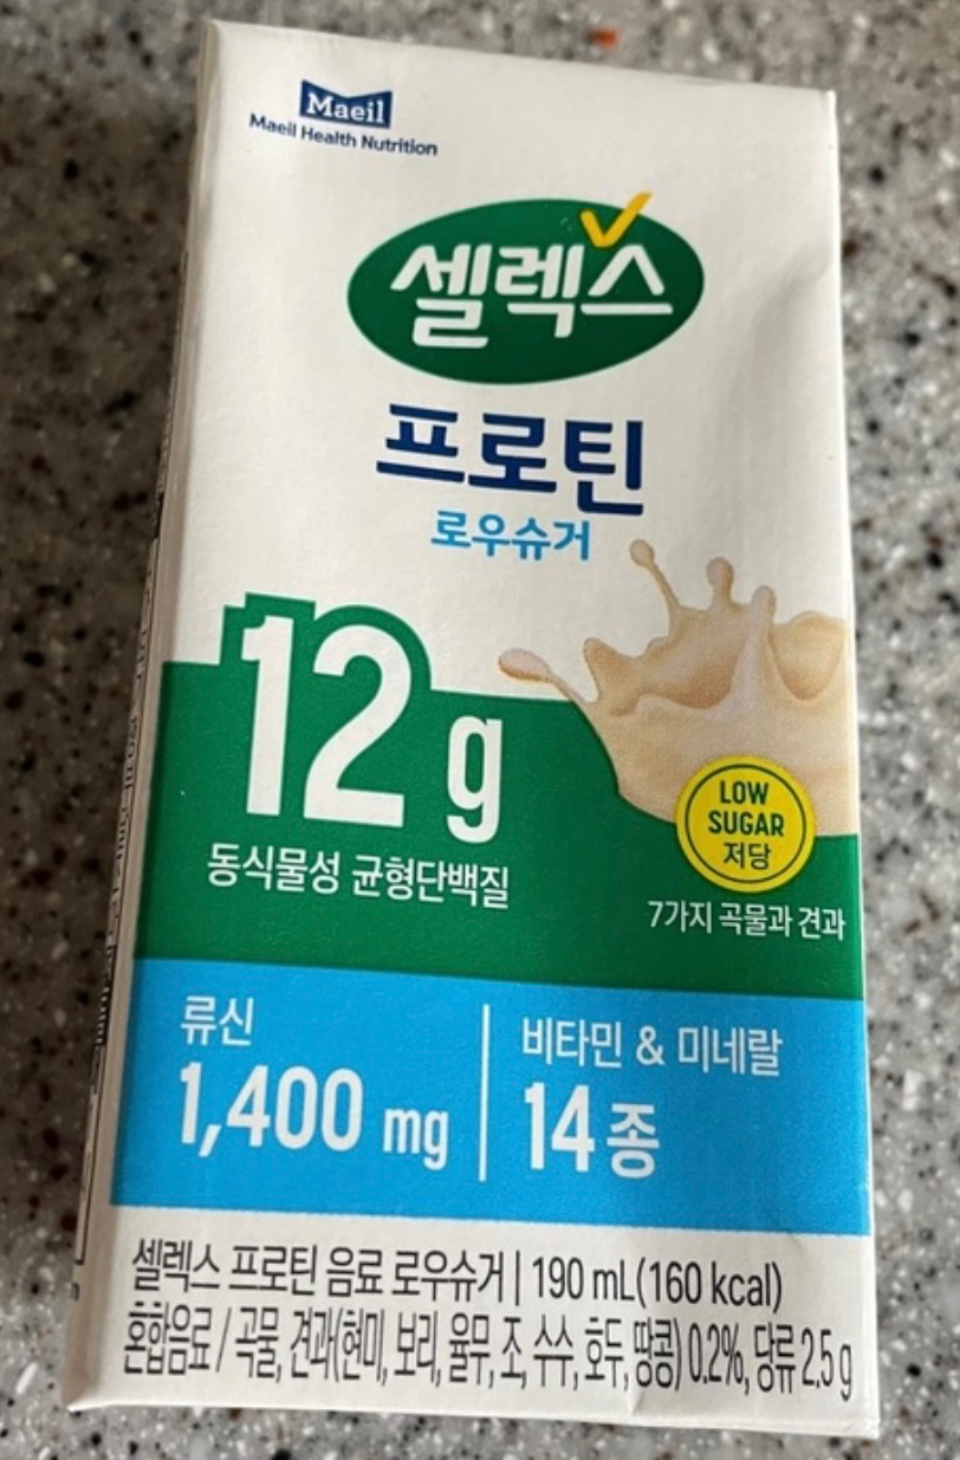 Maeil
Maeil Health Nutrition
셀렉스
프로틴
로우슈거
12 g
동식물성 균형단백질
LOW
SUGAR
저당
7가지 곡물과 견과
류신
1,400 mg
비타민 & 미네랄
14종
셀렉스 프로틴 음료 로우슈거 | 190 mL(160 kcal)
혼합음료 / 곡물, 견과(현미, 보리, 율무, 조, 수수, 호두, 땅콩) 0.2%, 당류 2.5 g